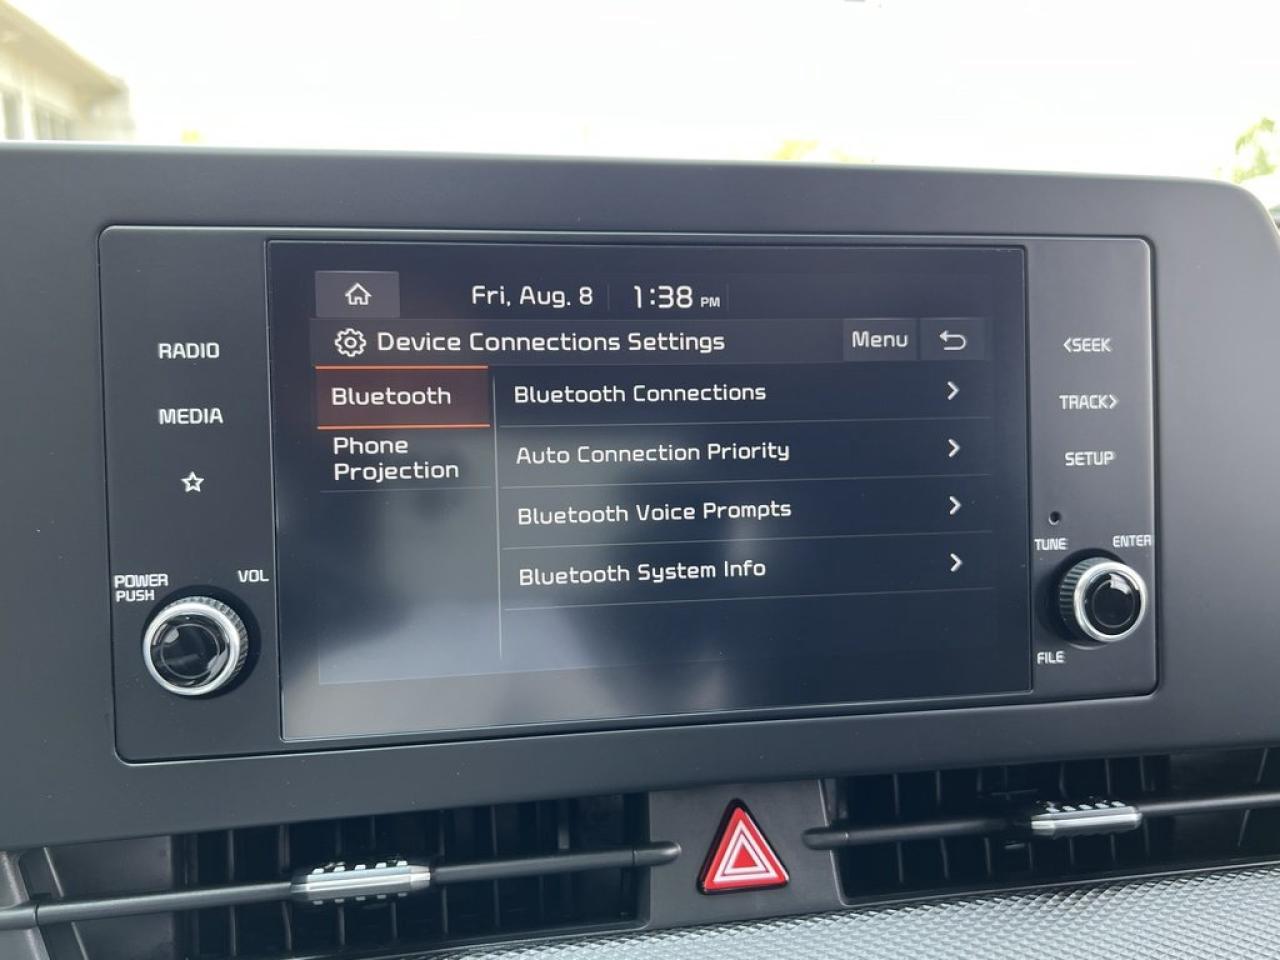 Fri, Aug. 8 1:38 PM
Device Connections Settings Menu
Bluetooth
Phone
Projection
Bluetooth Connections
Auto Connection Priority
Bluetooth Voice Prompts
Bluetooth System Info
RADIO
MEDIA
POWER
PUSH
VOL
<SEEK
TRACK>
SETUP
TUNE
ENTER
FILE